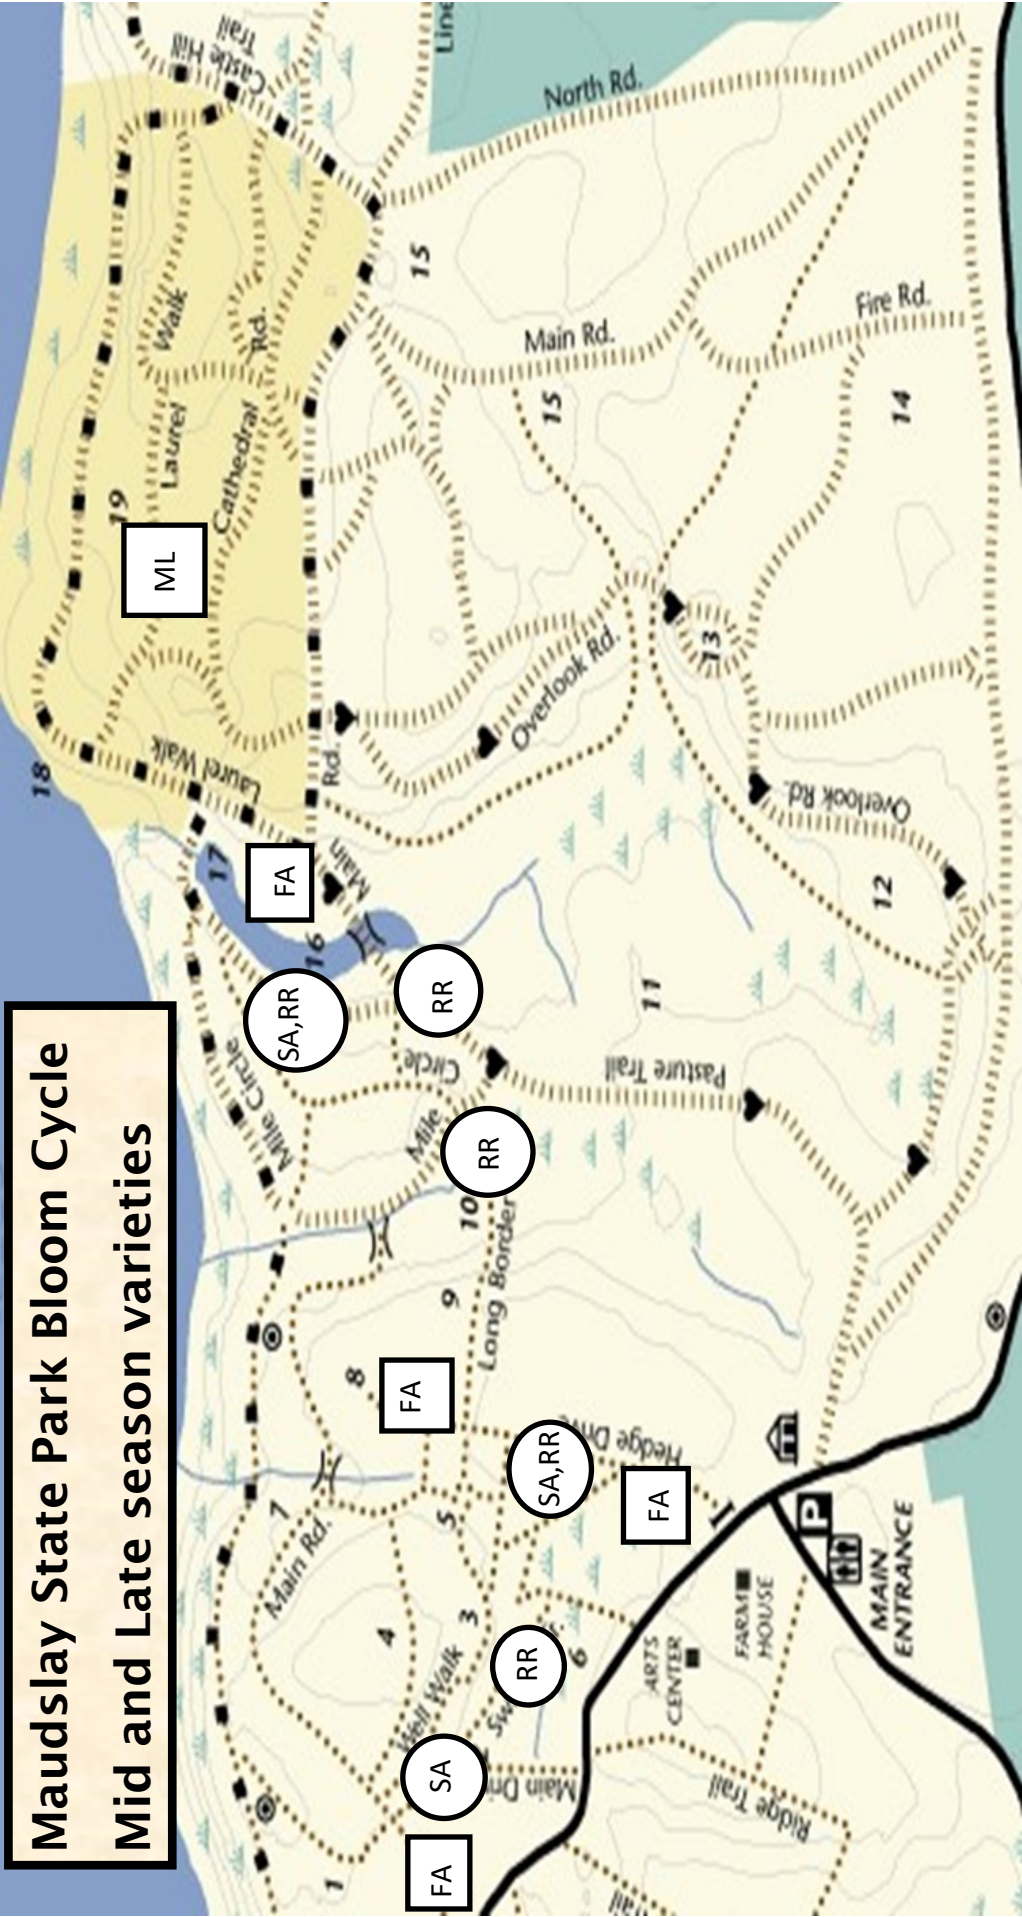 Maudslay State Park Bloom Cycle
Mid and Late season varieties
Castle Hill
Trail
Line
North Rd.
15
Walk
Rd.
Main Rd.
Fire Rd.
Laurel
Cathedral
15
14
19
ML
13
Overlook Rd.
18
Laurel Walk
Rd.
Overlook Rd.
17
FA
Main
12
16
SA,RR
RR
11
Mile Circle
Circle
Pasture Trail
Mile
RR
10
Long Border
9
8
FA
SA,RR
Hedge Drive
FA
7
5
Main Rd.
P
MAIN
ENTRANCE
FARM
HOUSE
4
3
ARTS
CENTER
RR
6
Well Walk
Sw
SA
Main Dri
Ridge Trail
1
FA
Trail